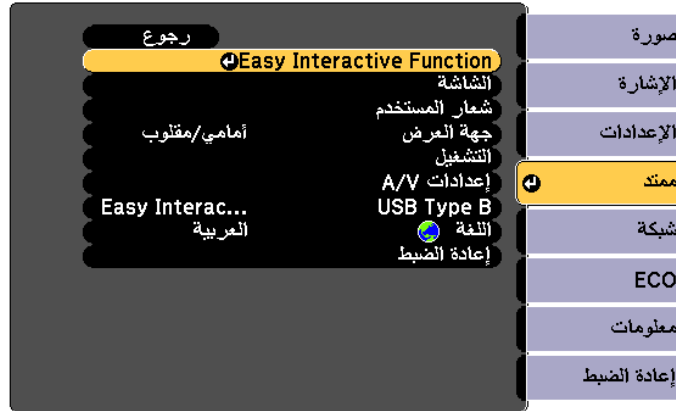 رجوع
Easy Interactive Function
الشاشة
شعار المستخدم
جهة العرض أمامي/مقلوب
التشغيل
إعدادات A/V
USB Type B Easy Interac...
اللغة العربية
إعادة الضبط
صورة
الإشارة
الإعدادات
ممتد
شبكة
ECO
معلومات
إعادة الضبط